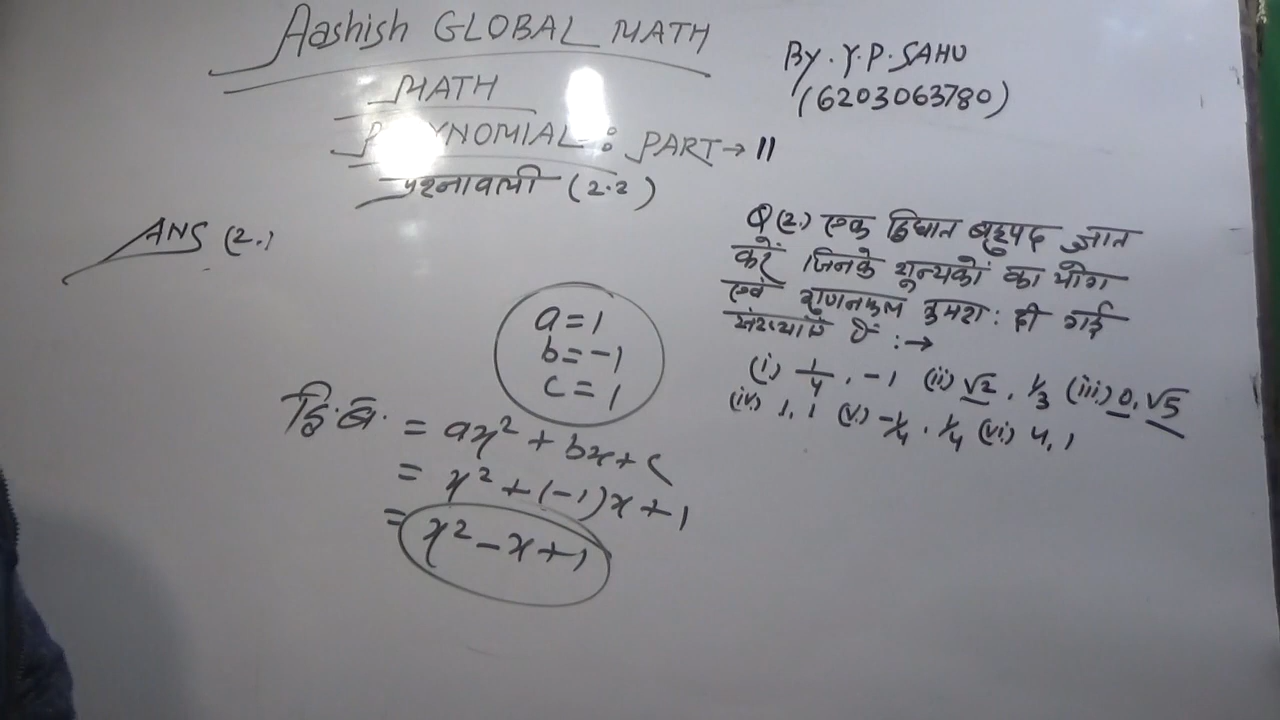 Aashish GLOBAL MATH
By. Y.P. SAHU
(6203063780)
MATH
POLYNOMIAL : PART → 11
प्रश्नावली (2.2)
ANS (2.)
Q(2.) एक द्विघात बहुपद ज्ञात
करें जिनके शून्यकों का योग
एवं गुणनफल क्रमश: दी गई
संख्यायें हैं :→
(i) 1/4, -1 (ii) √2, 1/3 (iii) 0, √5
(iv.) 1, 1 (v.) -1/4, 1/4 (vi) 4, 1
a = 1
b = -1
c = 1
द्वि. ब. = ax² + bx + c
= x² + (-1)x + 1
= x² - x + 1